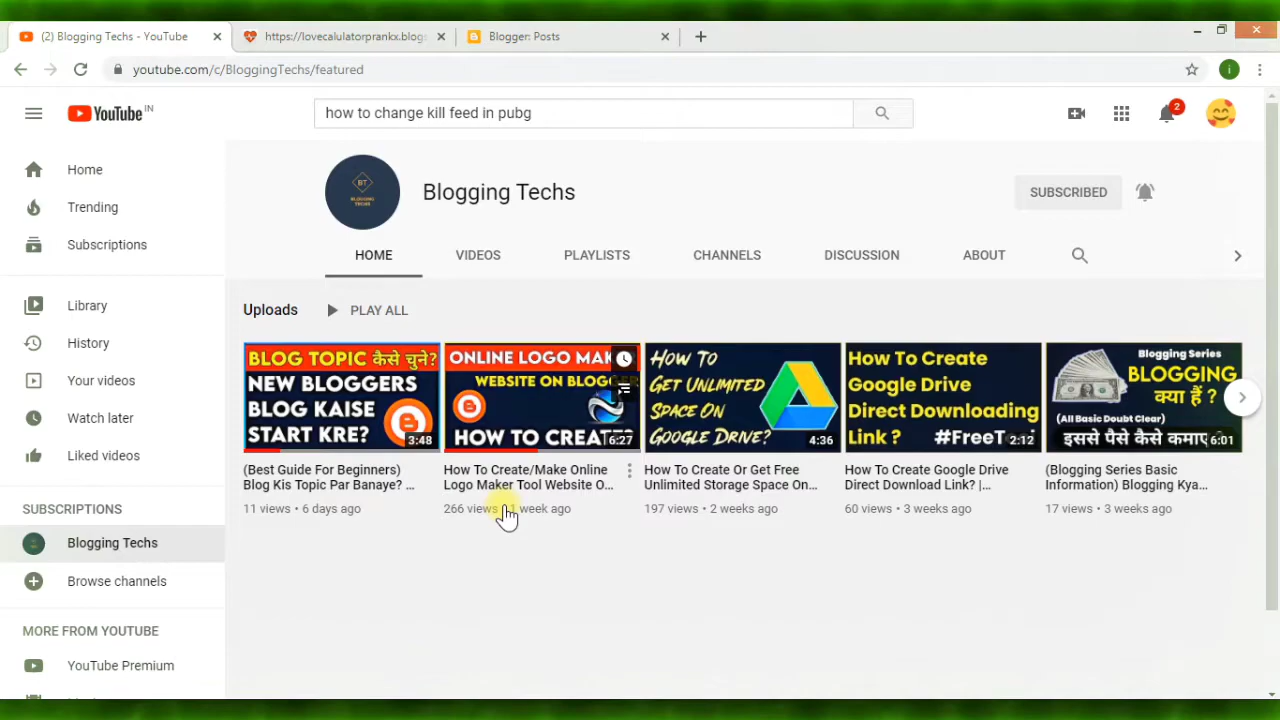 (2) Blogging Techs - YouTube
https://lovecalulatorprankx.blogs
Blogger: Posts
youtube.com/c/BloggingTechs/featured
i
YouTube IN
how to change kill feed in pubg
2
Home
Trending
Subscriptions
Library
History
Your videos
Watch later
Liked videos
SUBSCRIPTIONS
Blogging Techs
Browse channels
MORE FROM YOUTUBE
YouTube Premium
BT
BLOGGING
TECHS
Blogging Techs
SUBSCRIBED
HOME
VIDEOS
PLAYLISTS
CHANNELS
DISCUSSION
ABOUT
Uploads
PLAY ALL
BLOG TOPIC कैसे चुने?
NEW BLOGGERS
BLOG KAISE
START KRE?
3:48
(Best Guide For Beginners)
Blog Kis Topic Par Banaye? ...
11 views • 6 days ago
ONLINE LOGO MAK
WEBSITE ON BLOGGER
HOW TO CREATE
6:27
How To Create/Make Online
Logo Maker Tool Website O...
266 views • 1 week ago
How To
Get Unlimited
Space On
Google Drive?
4:36
How To Create Or Get Free
Unlimited Storage Space On...
197 views • 2 weeks ago
How To Create
Google Drive
Direct Downloading
Link ? #FreeT
2:12
How To Create Google Drive
Direct Download Link? |...
60 views • 3 weeks ago
Blogging Series
BLOGGING
क्या हैं ?
(All Basic Doubt Clear)
इससे पैसे कैसे कमाए
6:01
(Blogging Series Basic
Information) Blogging Kya...
17 views • 3 weeks ago